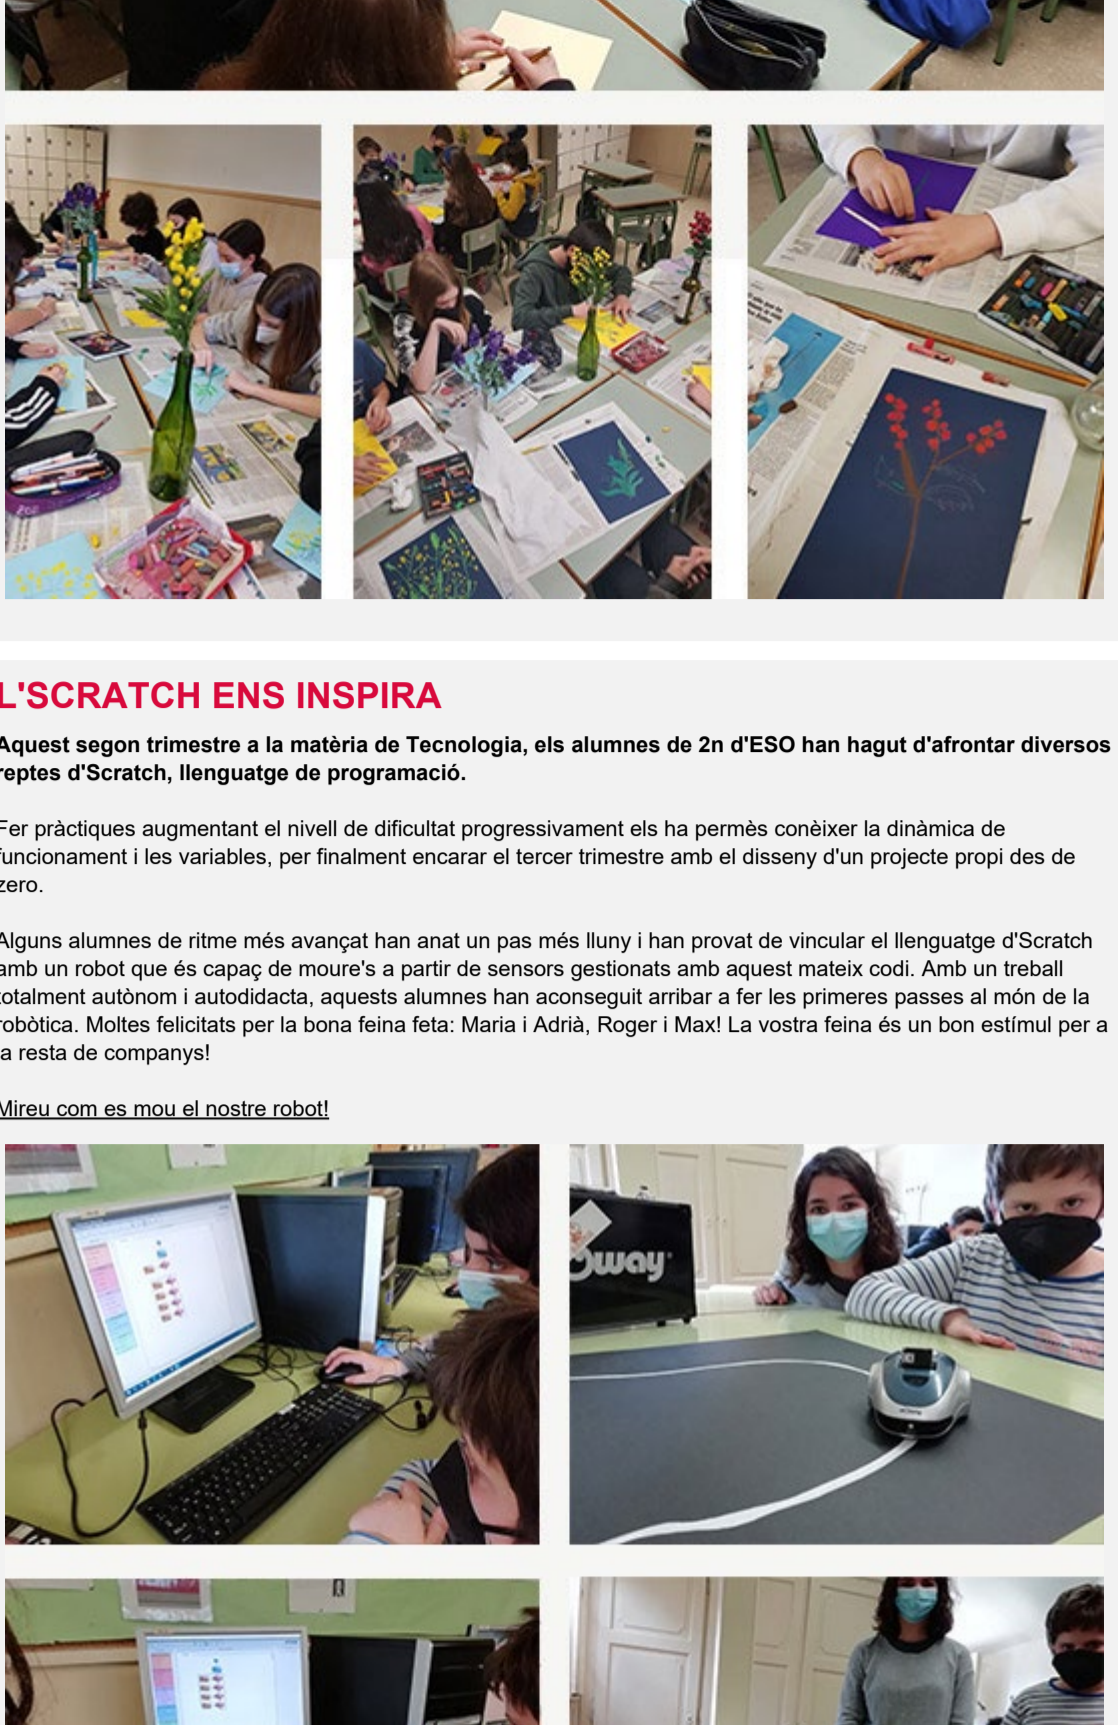 L'SCRATCH ENS INSPIRA
Aquest segon trimestre a la matèria de Tecnologia, els alumnes de 2n d'ESO han hagut d'afrontar diversos
reptes d'Scratch, llenguatge de programació.
Fer pràctiques augmentant el nivell de dificultat progressivament els ha permès conèixer la dinàmica de
funcionament i les variables, per finalment encarar el tercer trimestre amb el disseny d'un projecte propi des de
zero.
Alguns alumnes de ritme més avançat han anat un pas més lluny i han provat de vincular el llenguatge d'Scratch
amb un robot que és capaç de moure's a partir de sensors gestionats amb aquest mateix codi. Amb un treball
totalment autònom i autodidacta, aquests alumnes han aconseguit arribar a fer les primeres passes al món de la
robòtica. Moltes felicitats per la bona feina feta: Maria i Adrià, Roger i Max! La vostra feina és un bon estímul per a
la resta de companys!
Mireu com es mou el nostre robot!